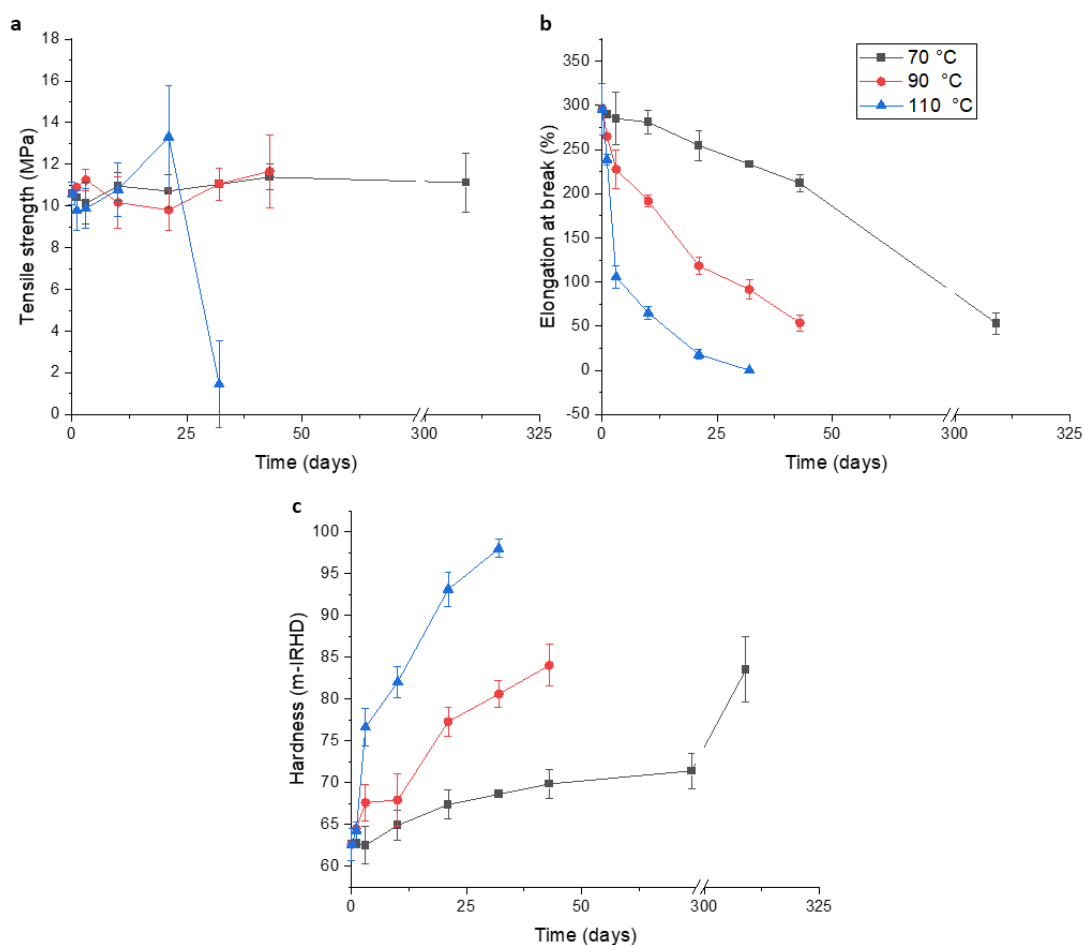 a
18
16
14
12
10
8
6
4
2
0
Tensile strength (MPa)
0 25 50 300 325
Time (days)
b
350
300
250
200
150
100
50
0
-50
Elongation at break (%)
0 25 50 300 325
Time (days)
70 °C
90 °C
110 °C
c
100
95
90
85
80
75
70
65
60
Hardness (m-IRHD)
0 25 50 300 325
Time (days)